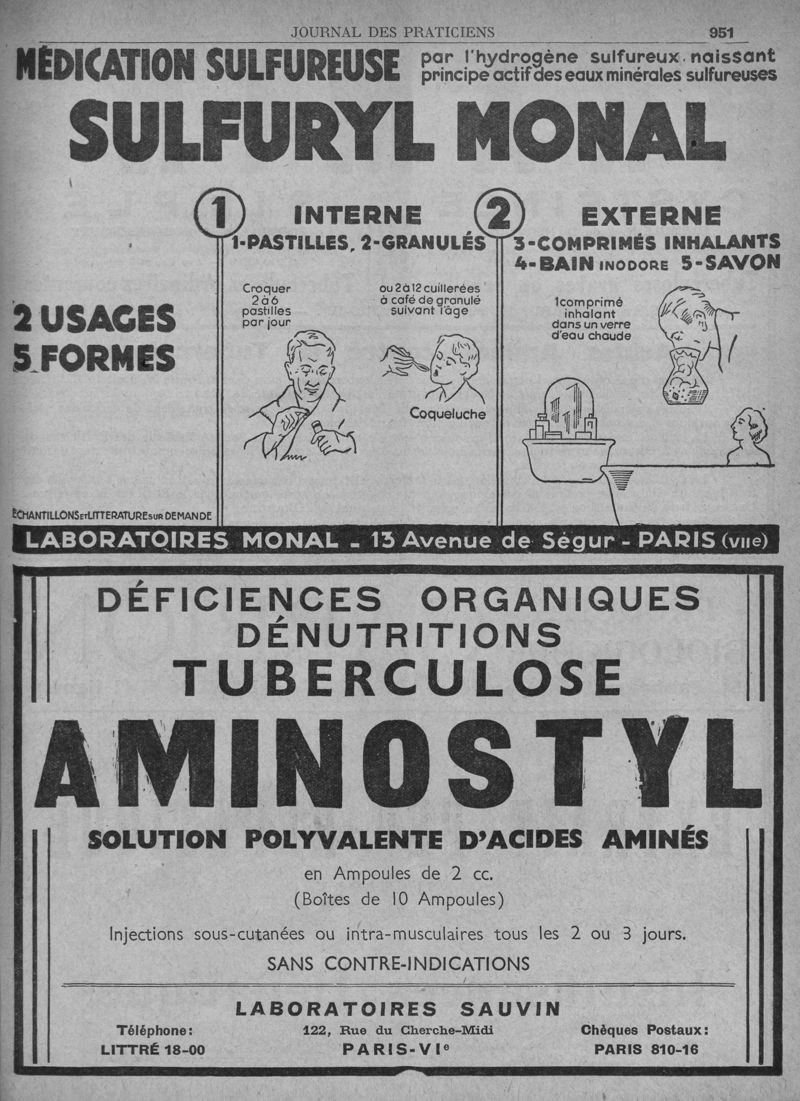 JOURNAL DES PRATICIENS 951
MÉDICATION SULFUREUSE par l'hydrogène sulfureux naissant
principe actif des eaux minérales sulfureuses
SULFURYL MONAL
1 INTERNE
1-PASTILLES, 2-GRANULÉS
2 EXTERNE
3-COMPRIMÉS INHALANTS
4-BAIN INODORE 5-SAVON
2 USAGES
5 FORMES
Croquer
2 à 6
pastilles
par jour
ou 2 à 12 cuillerées
à café de granulé
suivant l'âge
Coqueluche
1 comprimé
inhalant
dans un verre
d'eau chaude
ÉCHANTILLONS ET LITTERATURE SUR DEMANDE
LABORATOIRES MONAL - 13 Avenue de Ségur - PARIS (VIIe)
DÉFICIENCES ORGANIQUES
DÉNUTRITIONS
TUBERCULOSE
AMINOSTYL
SOLUTION POLYVALENTE D'ACIDES AMINÉS
en Ampoules de 2 cc.
(Boîtes de 10 Ampoules)
Injections sous-cutanées ou intra-musculaires tous les 2 ou 3 jours.
SANS CONTRE-INDICATIONS
LABORATOIRES SAUVIN
Téléphone: 122, Rue du Cherche-Midi Chèques Postaux:
LITTRÉ 18-00 PARIS-VIe PARIS 810-16